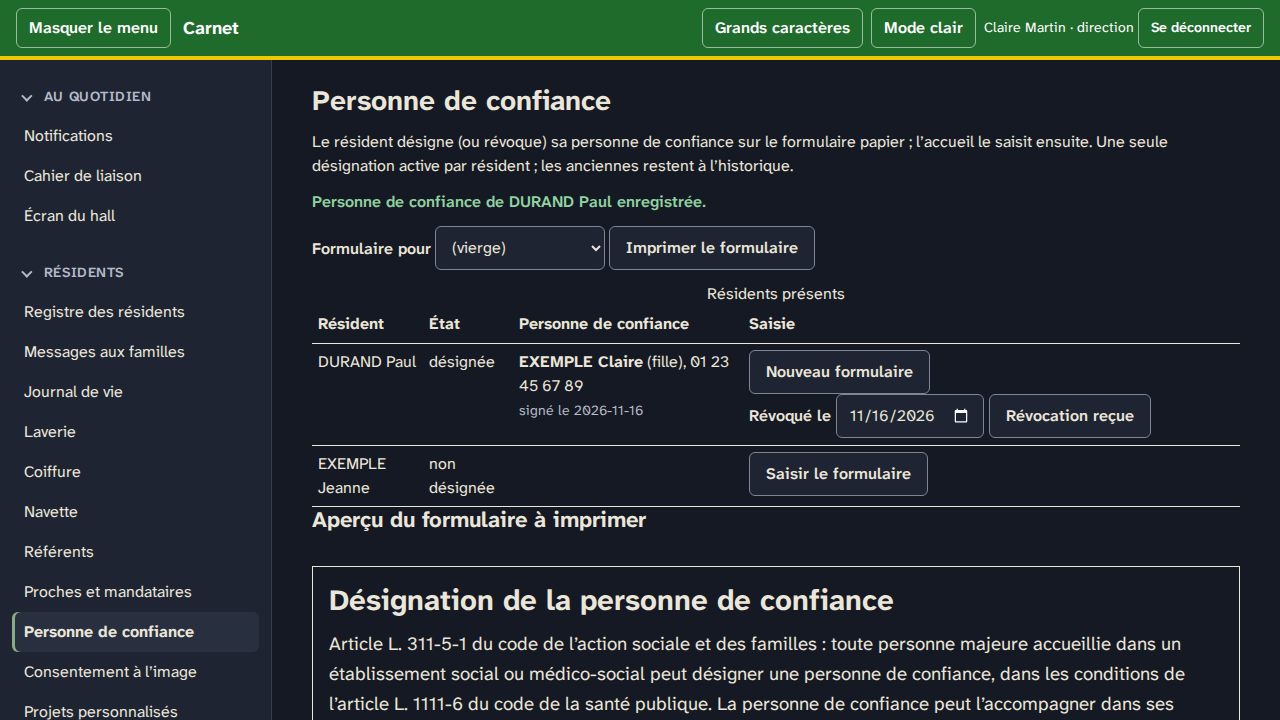 Masquer le menu
Carnet
Grands caractères
Mode clair
Claire Martin · direction
Se déconnecter
AU QUOTIDIEN
Notifications
Cahier de liaison
Écran du hall
RÉSIDENTS
Registre des résidents
Messages aux familles
Journal de vie
Laverie
Coiffure
Navette
Référents
Proches et mandataires
Personne de confiance
Consentement à l’image
Projets personnalisés
Personne de confiance
Le résident désigne (ou révoque) sa personne de confiance sur le formulaire papier ; l’accueil le saisit ensuite. Une seule
désignation active par résident ; les anciennes restent à l’historique.
Personne de confiance de DURAND Paul enregistrée.
Formulaire pour (vierge) Imprimer le formulaire
Résidents présents
Résident État Personne de confiance Saisie
DURAND Paul désignée EXEMPLE Claire (fille), 01 23
45 67 89
signé le 2026-11-16
Nouveau formulaire
Révoqué le 11/16/2026 Révocation reçue
EXEMPLE
Jeanne
non
désignée
Saisir le formulaire
Aperçu du formulaire à imprimer
Désignation de la personne de confiance
Article L. 311-5-1 du code de l’action sociale et des familles : toute personne majeure accueillie dans un
établissement social ou médico-social peut désigner une personne de confiance, dans les conditions de
l’article L. 1111-6 du code de la santé publique. La personne de confiance peut l’accompagner dans ses